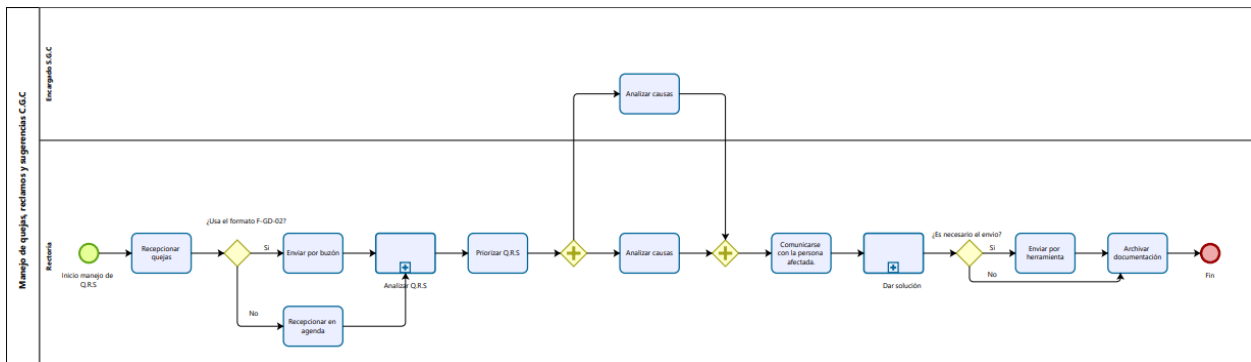 Manejo de quejas, reclamos y sugerencias C.G.C
Encargado S.G.C
Analizar causas
Rectoría
Inicio manejo de
Q.R.S
Recepcionar
quejas
¿Usa el formato F-GD-02?
Si
No
Enviar por buzón
Recepcionar en
agenda
Analizar Q.R.S
Priorizar Q.R.S
Analizar causas
Comunicarse
con la persona
afectada.
Dar solución
¿Es necesario el envio?
Si
No
Enviar por
herramienta
Archivar
documentación
Fin